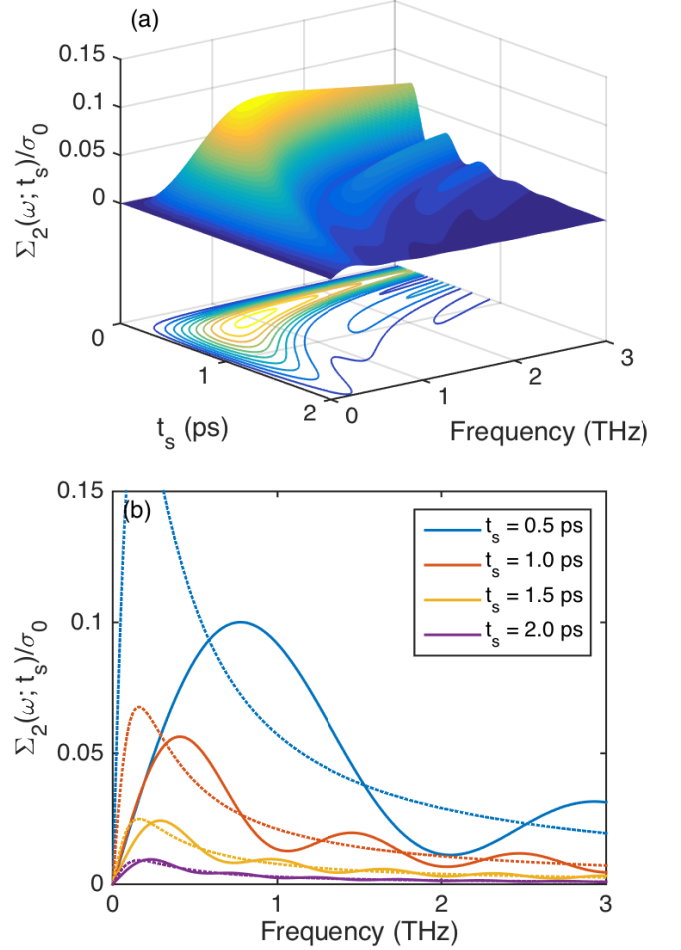 (a)
0.15
0.1
0.05
0
Σ₂(ω; tₛ)/σ₀
0
1
2
tₛ (ps)
0
1
2
3
Frequency (THz)
(b)
0.15
0.1
0.05
0
Σ₂(ω; tₛ)/σ₀
tₛ = 0.5 ps
tₛ = 1.0 ps
tₛ = 1.5 ps
tₛ = 2.0 ps
0
1
2
3
Frequency (THz)